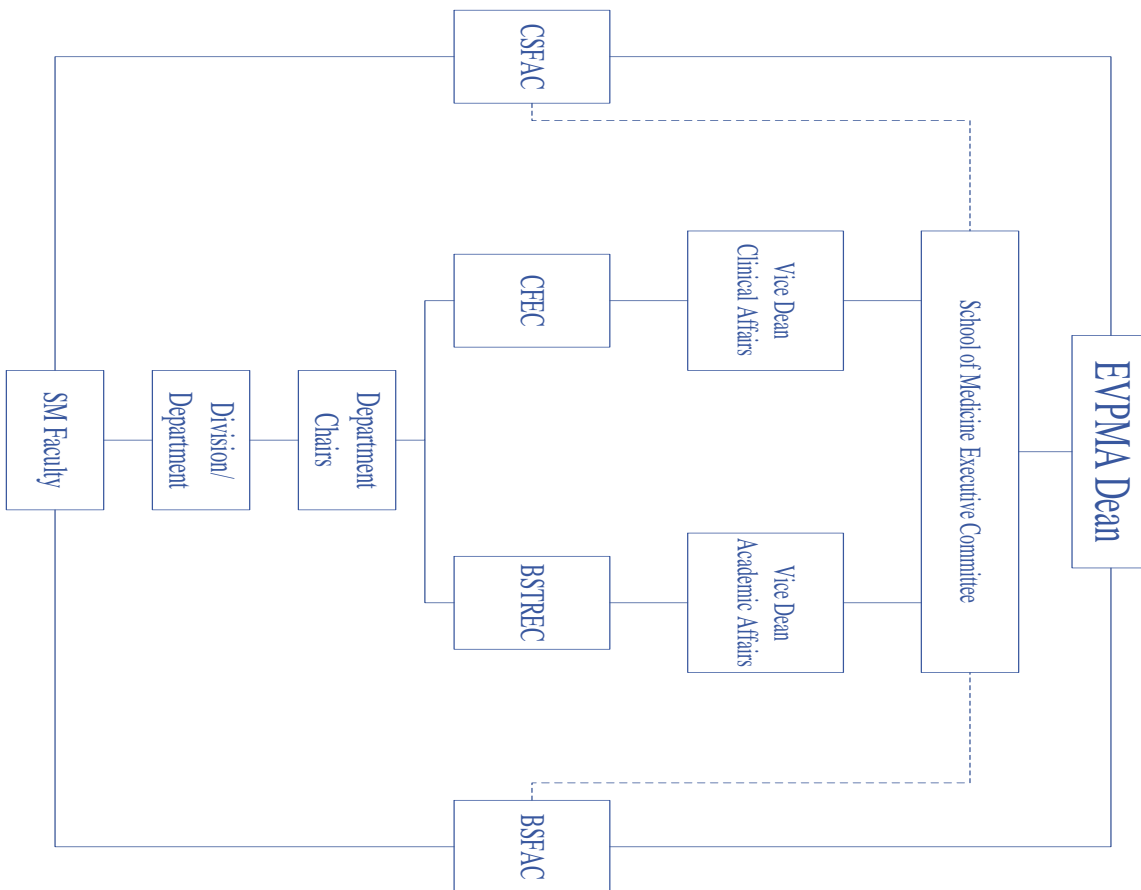 EVPMA Dean
School of Medicine Executive Committee
Vice Dean
Clinical Affairs
Vice Dean
Academic Affairs
CSFAC
CFEC
BSTREC
BSFAC
Department
Chairs
Division/
Department
SM Faculty